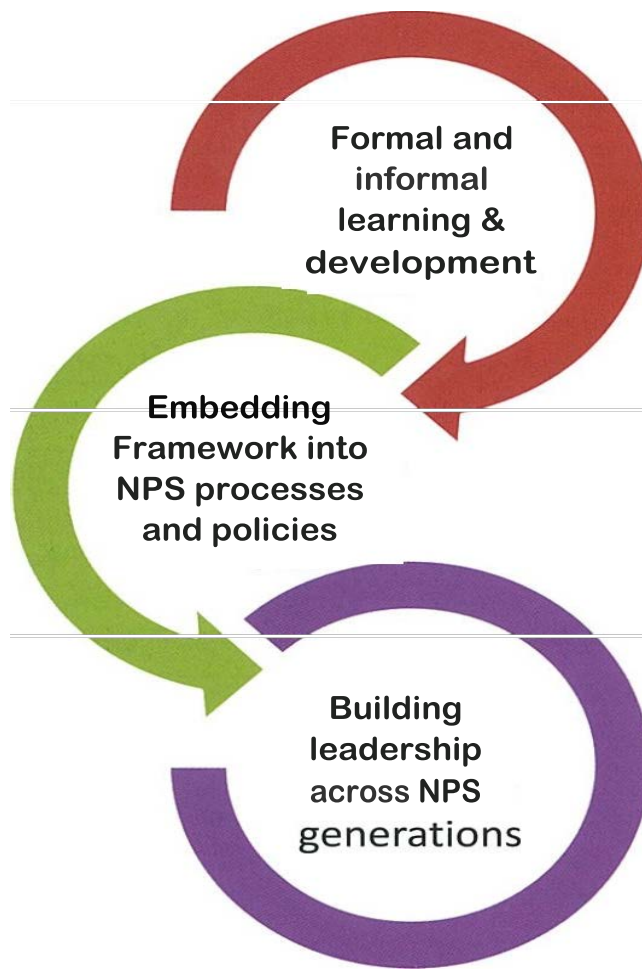 Formal and
informal
learning &
development
Embedding
Framework into
NPS processes
and policies
Building
leadership
across NPS
generations